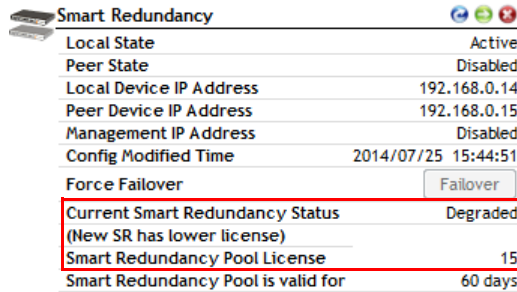 Smart Redundancy
Local State Active
Peer State Disabled
Local Device IP Address 192.168.0.14
Peer Device IP Address 192.168.0.15
Management IP Address Disabled
Config Modified Time 2014/07/25 15:44:51
Force Failover Failover
Current Smart Redundancy Status Degraded
(New SR has lower license)
Smart Redundancy Pool License 15
Smart Redundancy Pool is valid for 60 days